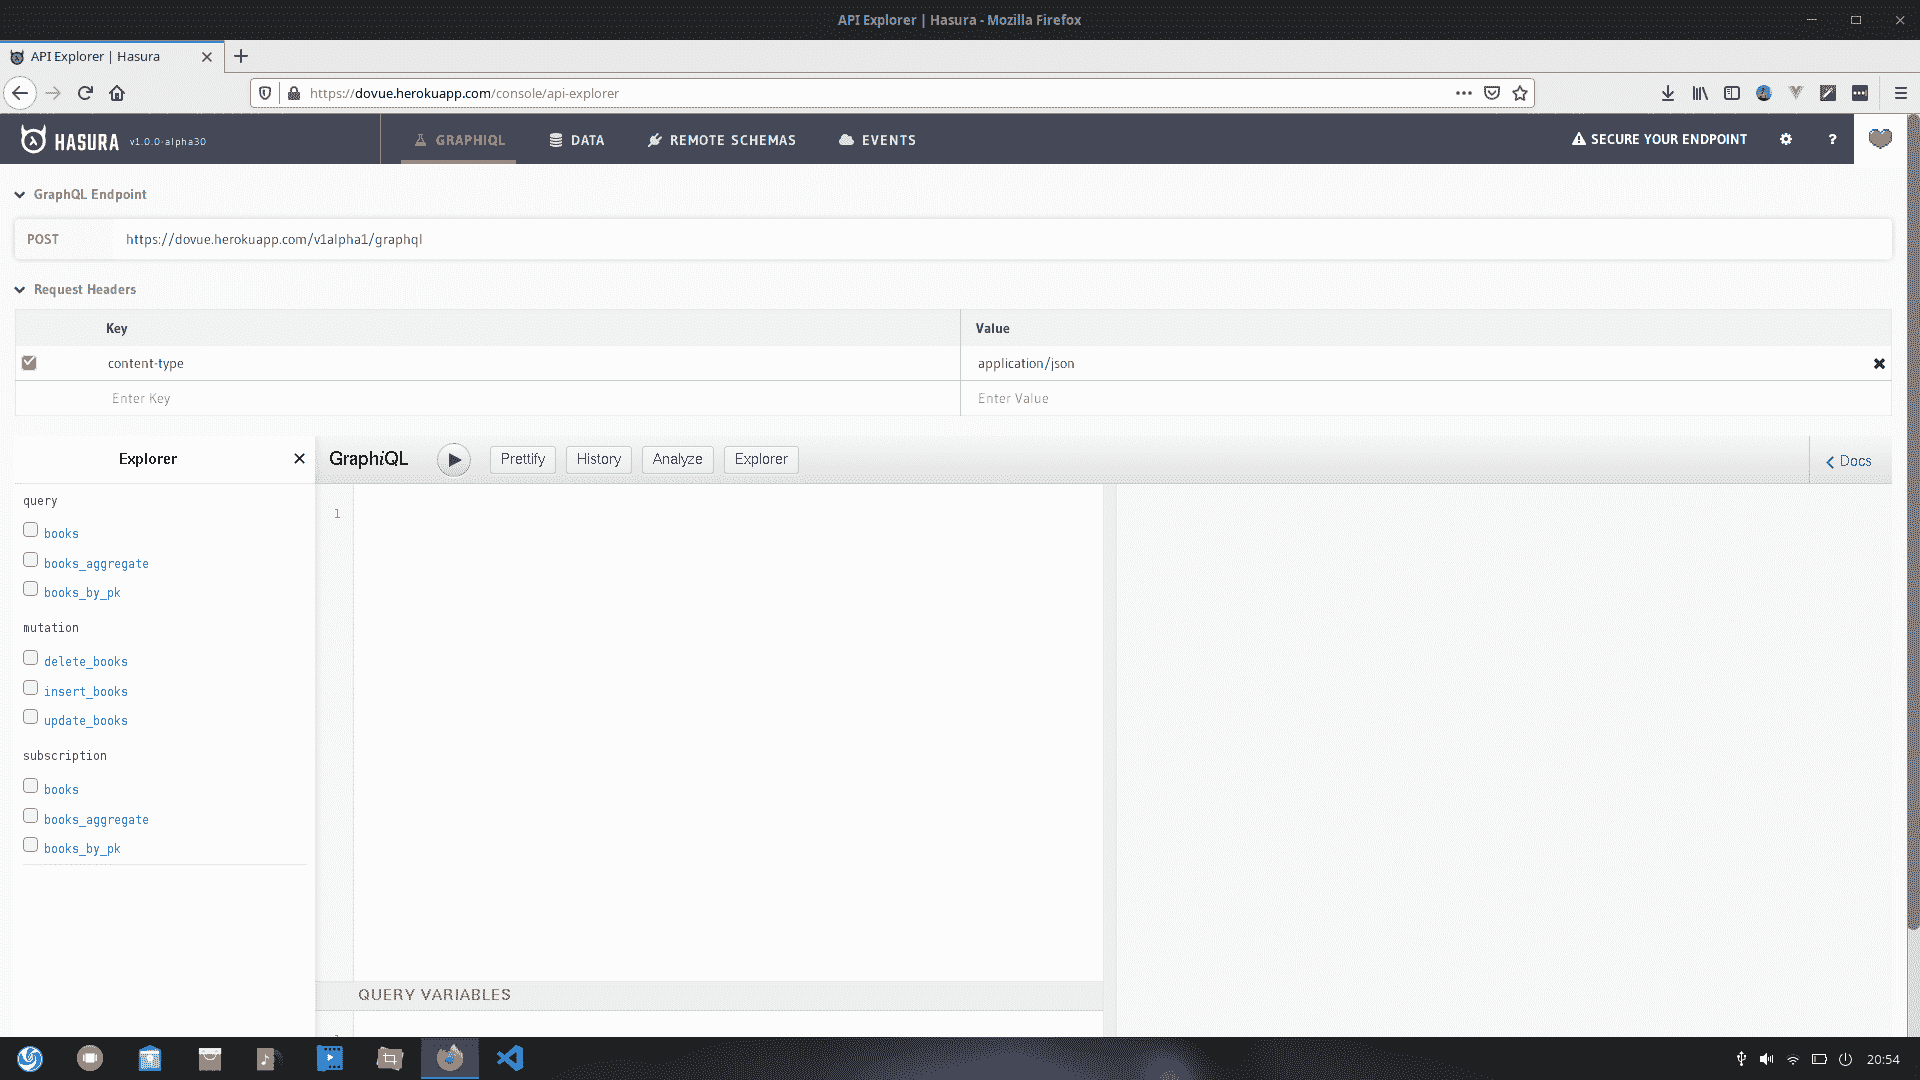 API Explorer | Hasura - Mozilla Firefox
API Explorer | Hasura
https://dovue.herokuapp.com/console/api-explorer
HASURA v1.0.0-alpha30 GRAPHIQL DATA REMOTE SCHEMAS EVENTS SECURE YOUR ENDPOINT ?
GraphQL Endpoint
POST https://dovue.herokuapp.com/v1alpha1/graphql
Request Headers
Key Value
content-type application/json
Enter Key Enter Value
Explorer GraphiQL Prettify History Analyze Explorer Docs
query
1
books
books_aggregate
books_by_pk
mutation
delete_books
insert_books
update_books
subscription
books
books_aggregate
books_by_pk
QUERY VARIABLES
20:54